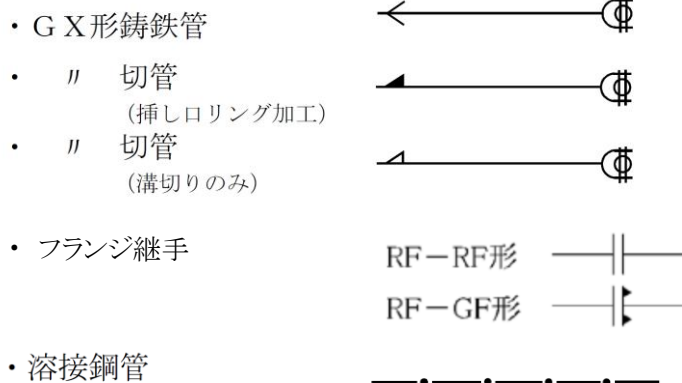 ・ＧＸ形鋳鉄管
・ 〃 切管
（挿し口リング加工）
・ 〃 切管
（溝切りのみ）
・ フランジ継手
RF－RF形
RF－GF形
・溶接鋼管